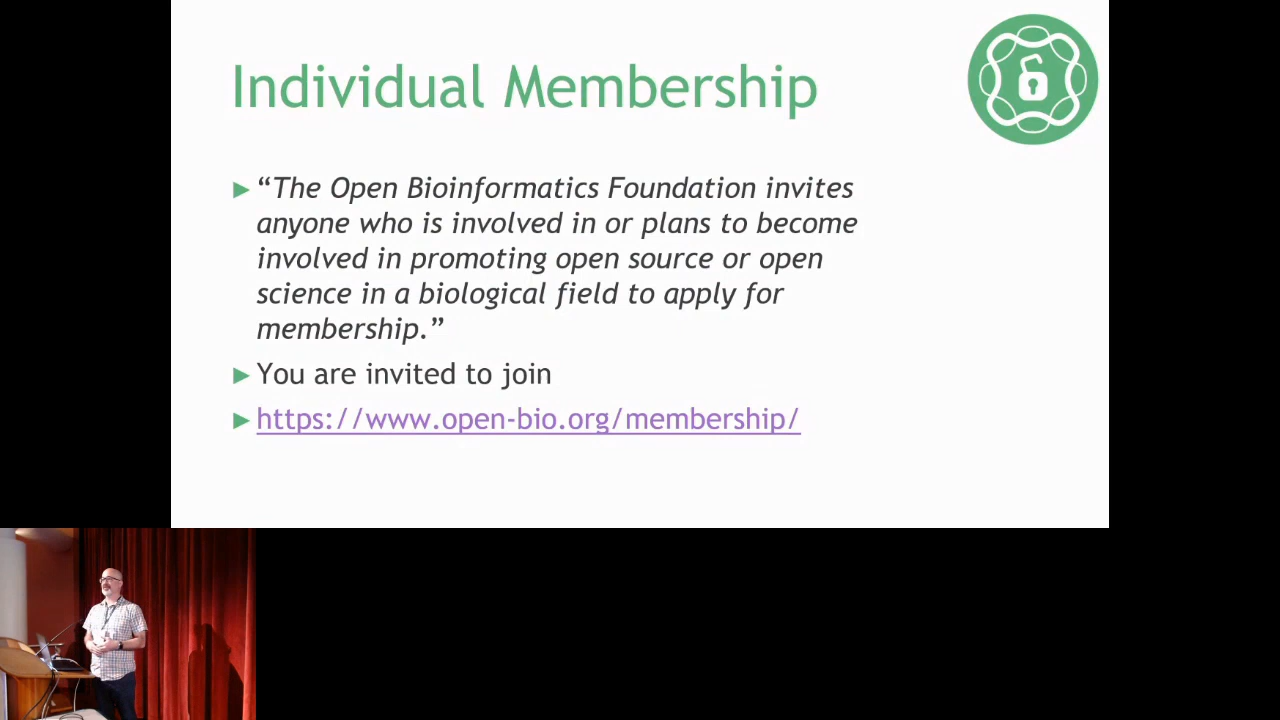 Individual Membership
“The Open Bioinformatics Foundation invites
anyone who is involved in or plans to become
involved in promoting open source or open
science in a biological field to apply for
membership.”
You are invited to join
https://www.open-bio.org/membership/